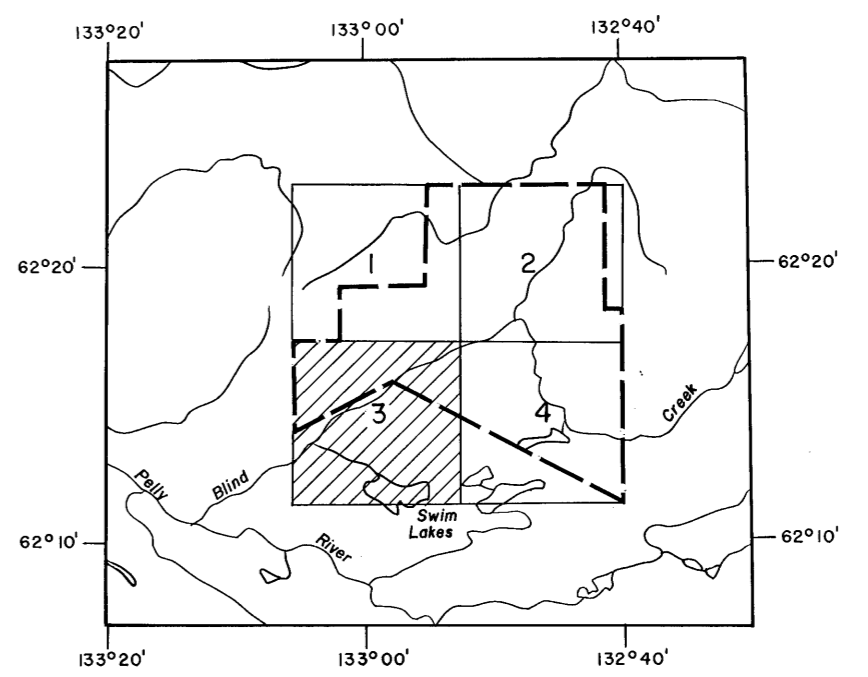 133°20' 133°00' 132°40'
62°20' 1 2 62°20'
3 4 Creek
Pelly Blind
Swim
Lakes
River
62°10' 62°10'
133°20' 133°00' 132°40'